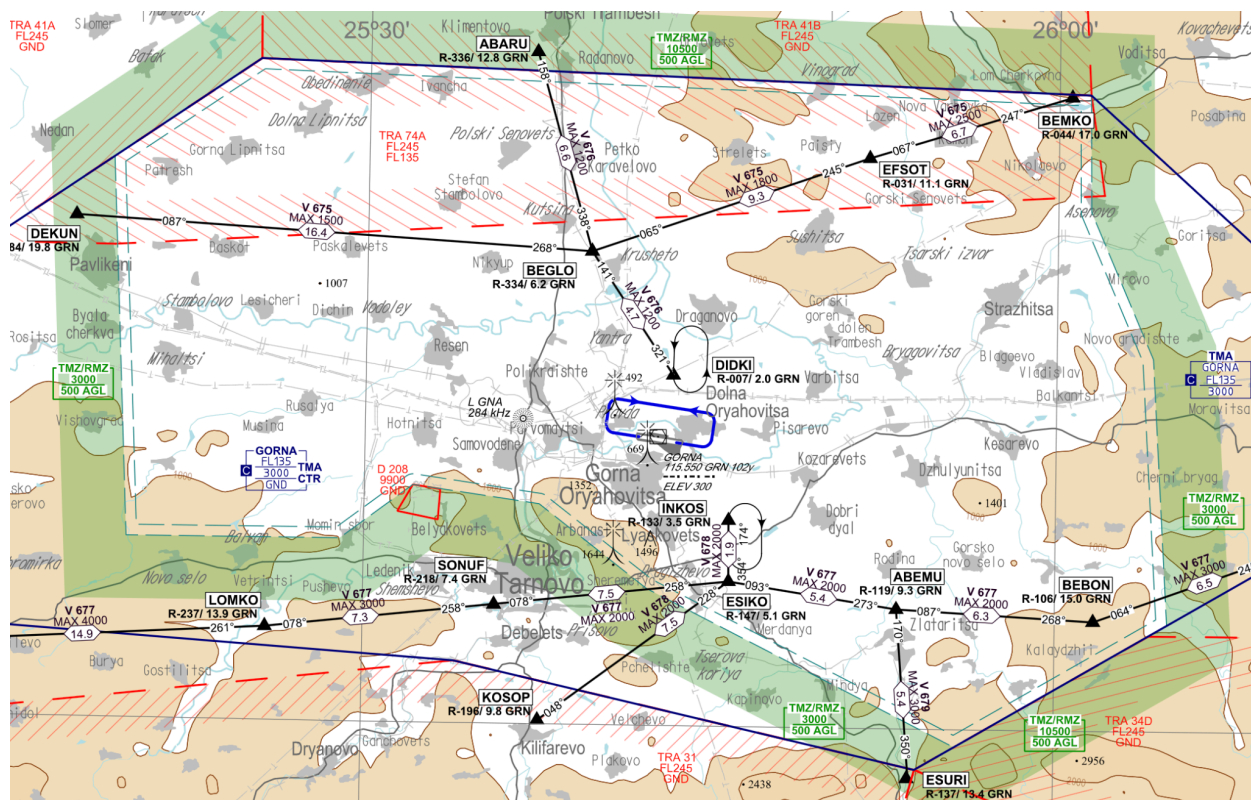 TRA 41A
FL245
GND
Slomer
Batak
25°30'
Klimentovo
Polski Trambesh
ABARU
R-336/ 12.8 GRN
Radanovo
TMZ/RMZ
10500
500 AGL
TRA 41B
FL245
GND
26°00'
Kovachevets
Voditsa
Vinograd
Lom Cherkovna
Obedinenie
Ivancha
158°
Nedan
Dolna Lipnitsa
TRA 74A
FL245
FL135
Polski Senovets
V 676
MAX 1200
6.6
Petko
Karavelovo
Strelets
Paisty
Lozen
Nova Varbovka
V 675
MAX 2500
6.7
247°
BEMKO
R-044/ 17.0 GRN
Posabina
Gorna Lipnitsa
Patresh
067°
EFSOT
R-031/ 11.1 GRN
Nikolaevo
Stefan
Stambolovo
V 675
MAX 1800
9.3
245°
Gorski Senovets
Kutsina
338°
Asenovo
DEKUN
84/ 19.8 GRN
087°
V 675
MAX 1500
16.4
268°
065°
Pavlikeni
Daskot
Paskalevets
Nikyup
BEGLO
R-334/ 6.2 GRN
Krusheto
Sushitsa
Tsarski izvor
Goritsa
141°
1007
Mirovo
Stambolovo
Lesicheri
Dichin
Vodoley
V 676
MAX 1200
4.7
Draganovo
Gorski
goren
dolen
Trambesh
Strazhitsa
Rositsa
Byala
cherkva
Mihaltsi
Resen
Yantra
321°
Novo gradishte
Bryagovitsa
Blagoevo
Vladislav
TMZ/RMZ
3000
500 AGL
Polikraishte
492
DIDKI
R-007/ 2.0 GRN
Varbitsa
TMA
GORNA
C
FL135
3000
Vishovgrad
Rusalya
L GNA
284 kHz
Parvomaytsi
Dolna
Oryahovitsa
Balkantsi
Moravitsa
Musina
Hotnitsa
Samovodene
Pisarevo
Kesarevo
GORNA
C
FL135
3000
GND
TMA
CTR
669
GORNA
115.550 GRN 102y
ELEV 300
Kozarevets
Dzhulyunitsa
Cherni bryag
D 208
9900
GND
1352
Gorna
Oryahovitsa
1401
TMZ/RMZ
3000
500 AGL
INKOS
R-133/ 3.5 GRN
Dobri
dyal
Momin sbor
Belyakovets
Arbanasi
1644
1496
Lyaskovets
V 678
MAX 2000
1.9
174°
354°
Balvan
Gorsko
novo selo
Novo selo
Ledenik
Shemshevo
SONUF
R-218/ 7.4 GRN
Veliko
Tarnovo
Sheremetya
Rodina
ABEMU
R-119/ 9.3 GRN
V 677
MAX 3000
6.5
Vetrintsi
Pushevo
V 677
MAX 3000
7.3
LOMKO
R-237/ 13.9 GRN
V 677
MAX 4000
14.9
261°
078°
258°
078°
7.5
V 677
MAX 2000
258°
228°
ESIKO
R-147/ 5.1 GRN
093°
V 677
MAX 2000
5.4
273°
087°
V 677
MAX 2000
6.3
268°
BEBON
R-106/ 15.0 GRN
064°
V 678
MAX 2000
7.5
Debelets
Prisovo
Merdanya
Zlataritsa
170°
Burya
Gostilitsa
Pchelishte
Tserova
koriya
Kalaydzhii
KOSOP
R-196/ 9.8 GRN
048°
Kapinovo
Mindya
V 679
MAX 3000
5.4
350°
Velchevo
TMZ/RMZ
3000
500 AGL
TMZ/RMZ
10500
500 AGL
TRA 34D
FL245
GND
Dryanovo
Ganchovets
Kilifarevo
Plakovo
TRA 31
FL245
GND
2438
ESURI
R-137/ 13.4 GRN
2956